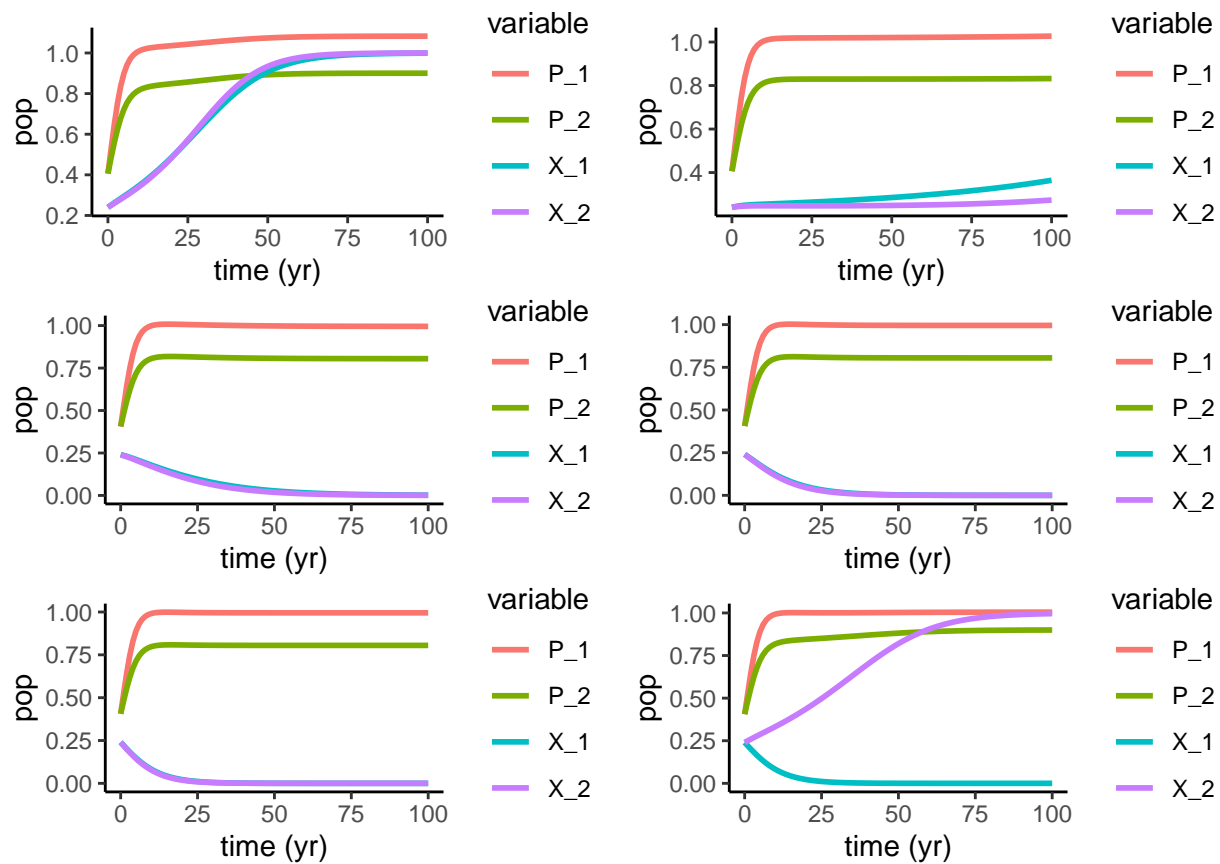 variable
P_1
P_2
X_1
X_2
pop
1.0
0.8
0.6
0.4
0.2
0 25 50 75 100
time (yr)
variable
P_1
P_2
X_1
X_2
pop
1.0
0.8
0.6
0.4
0 25 50 75 100
time (yr)
variable
P_1
P_2
X_1
X_2
pop
1.00
0.75
0.50
0.25
0.00
0 25 50 75 100
time (yr)
variable
P_1
P_2
X_1
X_2
pop
1.00
0.75
0.50
0.25
0.00
0 25 50 75 100
time (yr)
variable
P_1
P_2
X_1
X_2
pop
1.00
0.75
0.50
0.25
0.00
0 25 50 75 100
time (yr)
variable
P_1
P_2
X_1
X_2
pop
1.00
0.75
0.50
0.25
0.00
0 25 50 75 100
time (yr)